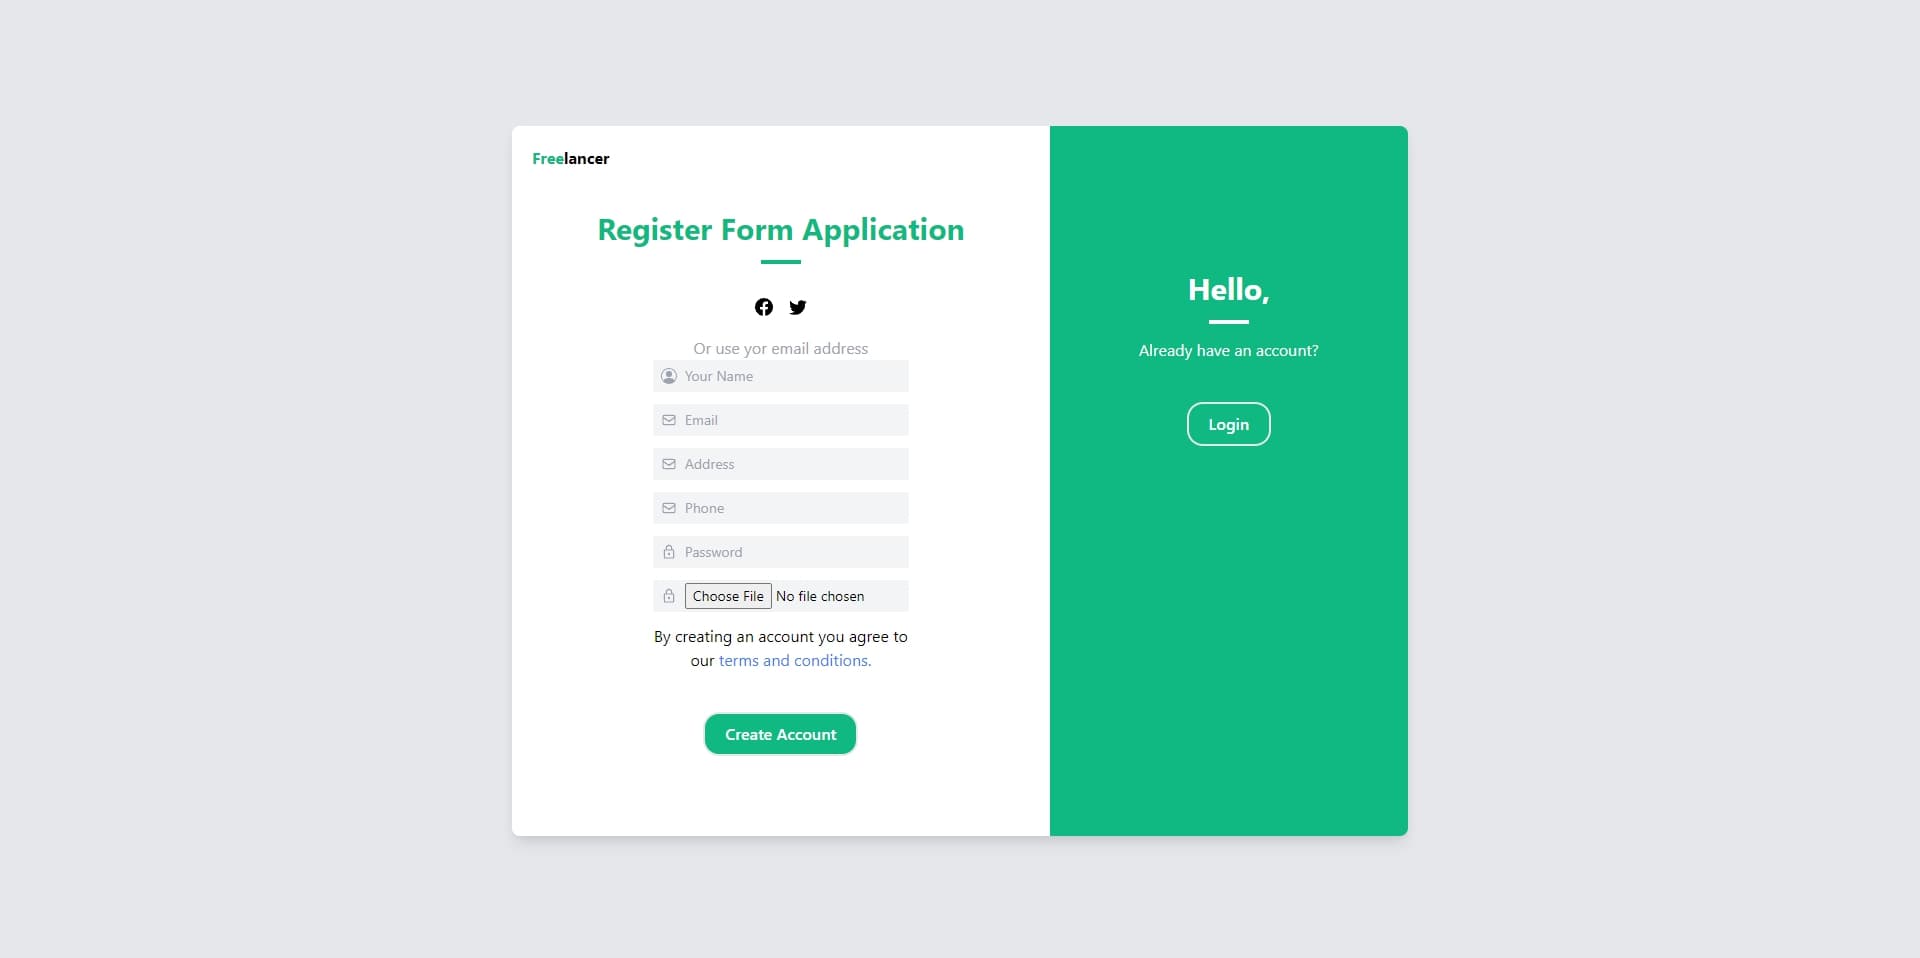 Freelancer
Register Form Application
Or use yor email address
Your Name
Email
Address
Phone
Password
Choose File No file chosen
By creating an account you agree to
our terms and conditions.
Create Account
Hello,
Already have an account?
Login